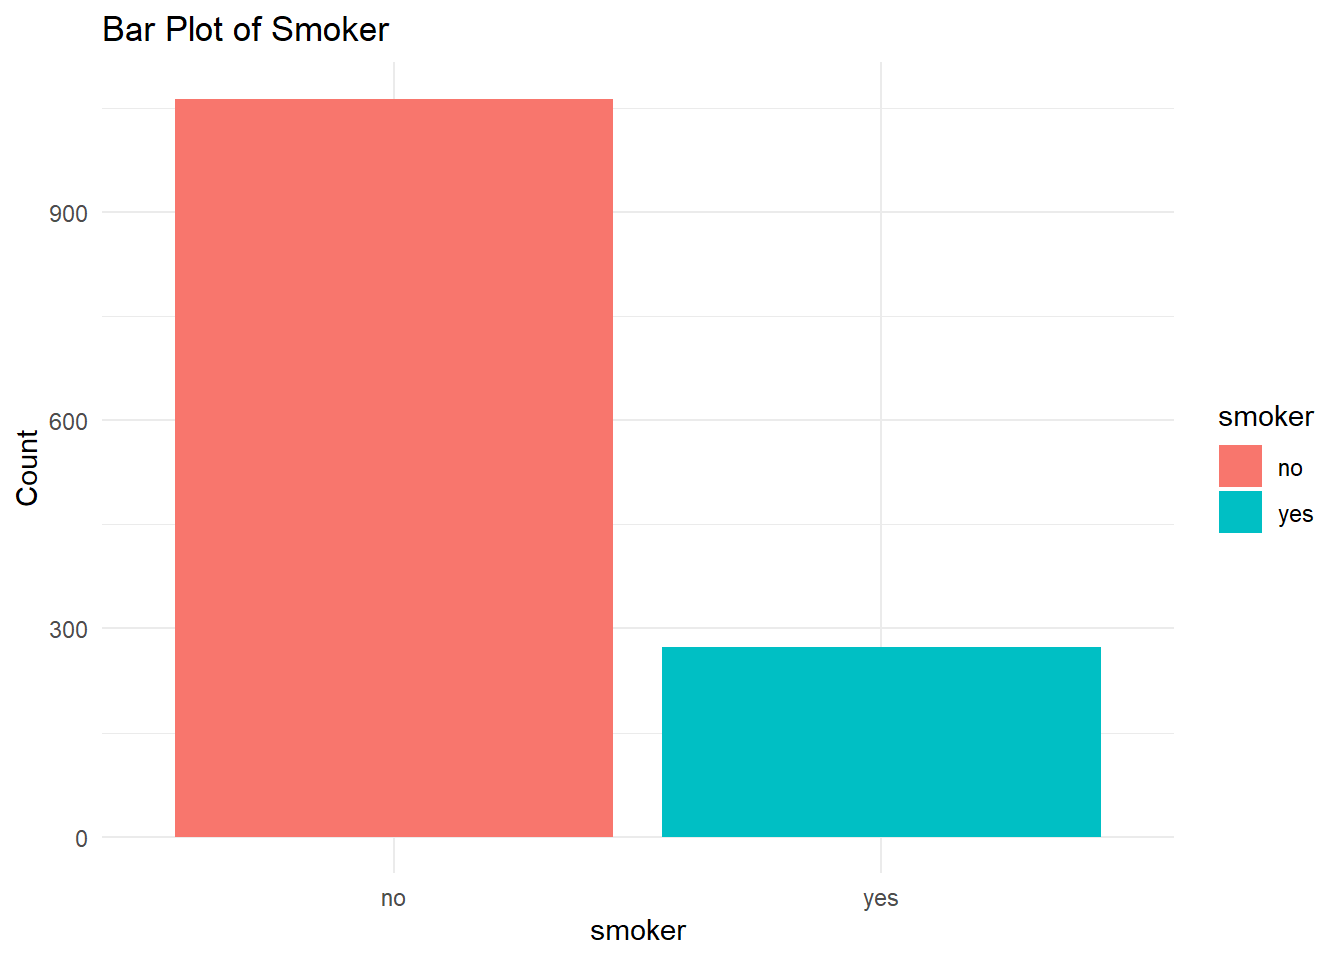 Bar Plot of Smoker
900
600
300
0
Count
no
yes
smoker
smoker
no
yes